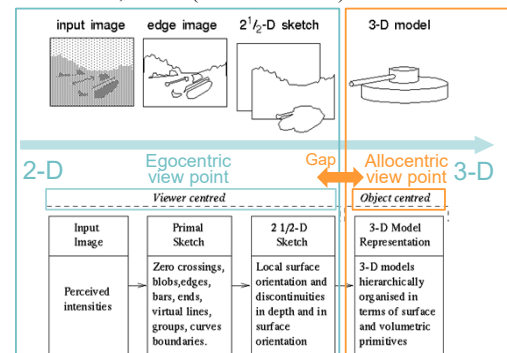 input image
edge image
2 1/2-D sketch
3-D model
2-D
Egocentric
view point
Gap
Allocentric
view point
3-D
Viewer centred
Object centred
Input
Image
Perceived
intensities
Primal
Sketch
Zero crossings,
blobs,edges,
bars, ends,
virtual lines,
groups, curves
boundaries.
2 1/2-D
Sketch
Local surface
orientation and
discontinuities
in depth and in
surface
orientation
3-D Model
Representation
3-D models
hierarchically
organised in
terms of surface
and volumetric
primitives